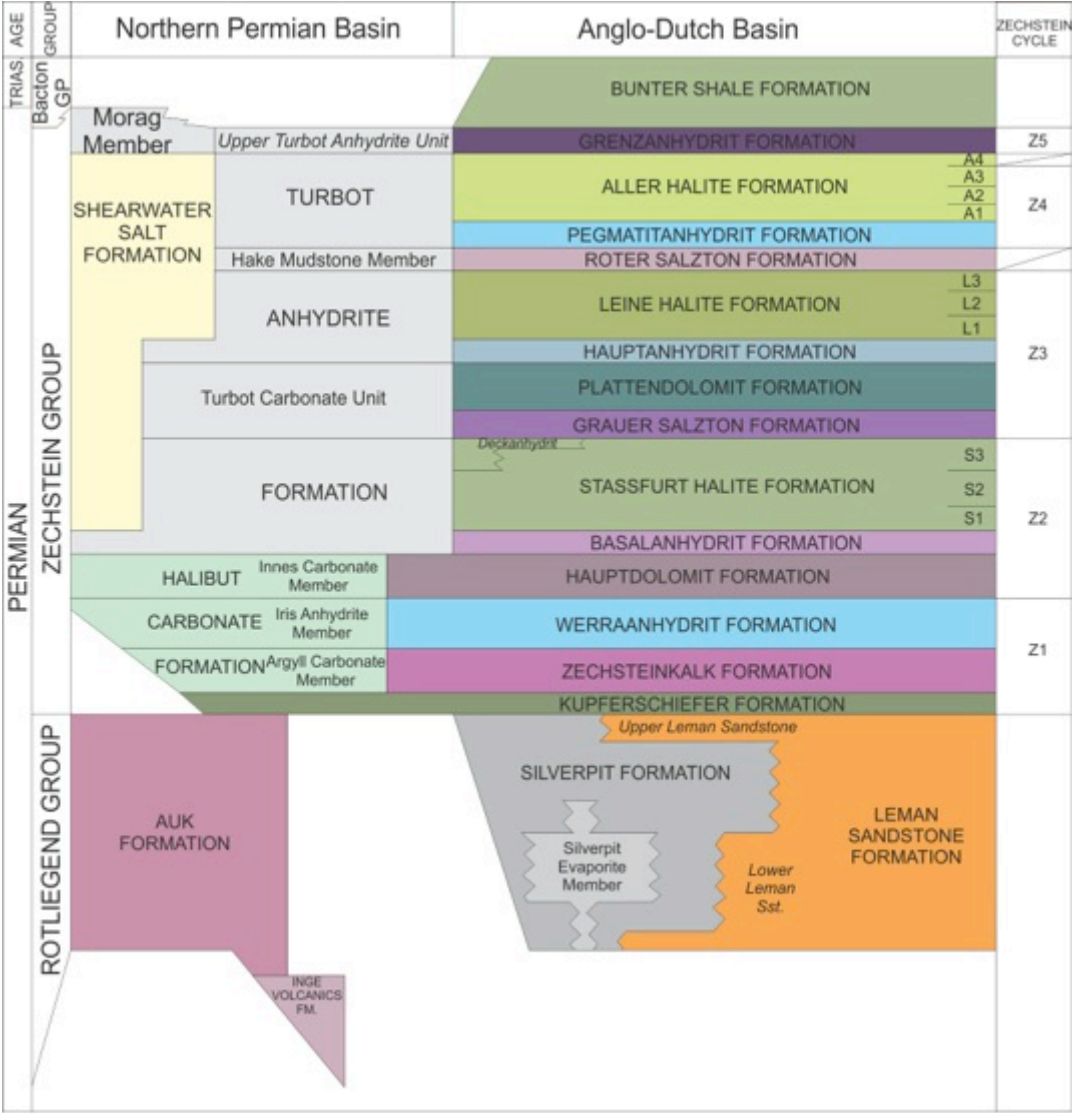 AGE
GROUP
Northern Permian Basin
Anglo-Dutch Basin
ZECHSTEIN
CYCLE
TRIAS.
Bacton
GP
BUNTER SHALE FORMATION
Morag
Member
Upper Turbot Anhydrite Unit
GRENZANHYDRIT FORMATION
Z5
SHEARWATER
SALT
FORMATION
TURBOT
ALLER HALITE FORMATION
A4
A3
A2
A1
Z4
PEGMATITANHYDRIT FORMATION
Hake Mudstone Member
ROTER SALZTON FORMATION
ANHYDRITE
LEINE HALITE FORMATION
L3
L2
L1
Z3
HAUPTANHYDRIT FORMATION
Turbot Carbonate Unit
PLATTENDOLOMIT FORMATION
GRAUER SALZTON FORMATION
Deckanhydrit
FORMATION
STASSFURT HALITE FORMATION
S3
S2
S1
Z2
BASALANHYDRIT FORMATION
PERMIAN
ZECHSTEIN GROUP
HALIBUT
Innes Carbonate
Member
HAUPTDOLOMIT FORMATION
CARBONATE
Iris Anhydrite
Member
WERRAANHYDRIT FORMATION
Z1
FORMATION
Argyll Carbonate
Member
ZECHSTEINKALK FORMATION
KUPFERSCHIEFER FORMATION
ROTLIEGEND GROUP
AUK
FORMATION
Upper Leman Sandstone
SILVERPIT FORMATION
Silverpit
Evaporite
Member
LEMAN
SANDSTONE
FORMATION
Lower
Leman
Sst.
INGE
VOLCANICS
FM.